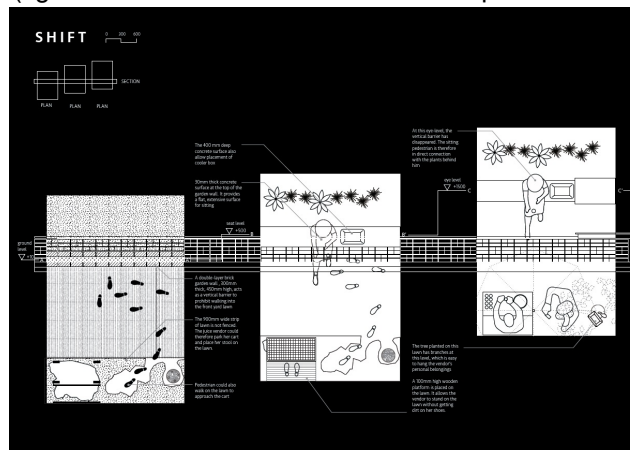 SHIFT
0 300 600
SECTION
PLAN PLAN PLAN
The 400 mm deep
concrete surface also
allow placement of
cooler box
30mm thick concrete
surface at the top of the
garden wall. It provides
a flat, extensive surface
for sitting
seat level
+500
B
B'
ground
level
A double-layer brick
garden wall , 300mm
thick, 450mm high, acts
as a vertical barrier to
prohibit walking into
the front yard lawn
The 900mm wide strip
of lawn is not fenced.
The juice vendor could
therefore park her cart
and place her stool on
the lawn
Pedestrian could also
walk on the lawn to
approach the cart
At this eye-level, the
vertical barrier has
disappeared. The sitting
pedestrian is therefore
in direct connection
with the plants behind
him
eye level
+1500
C
C'
The tree planted on this
lawn has branches at
this level, which is easy
to hang the vendor's
personal belongings
A 100mm high wooden
platform is placed on
the lawn. It allows the
vendor to stand on the
lawn without getting
dirt on her shoes.